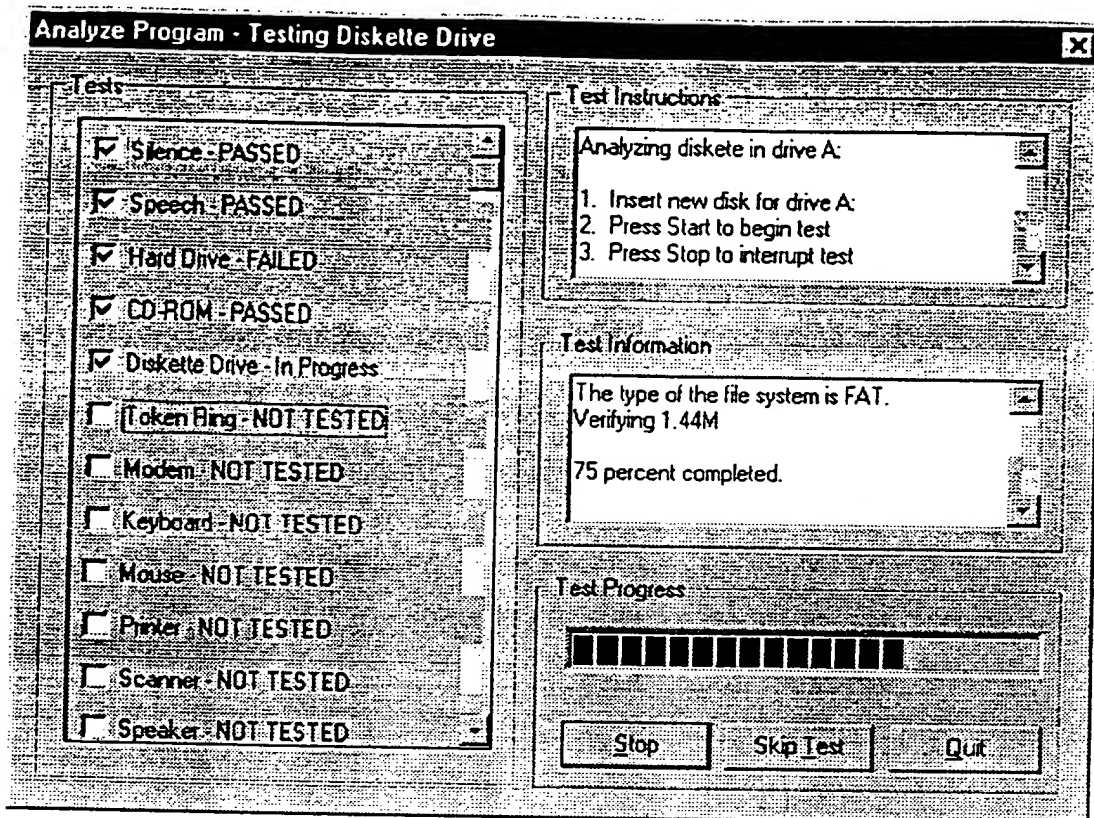 Analyze Program - Testing Diskette Drive
Tests
Silence - PASSED
Speech - PASSED
Hard Drive - FAILED
CD-ROM - PASSED
Diskette Drive - In Progress
Token Ring - NOT TESTED
Modem - NOT TESTED
Keyboard - NOT TESTED
Mouse - NOT TESTED
Printer - NOT TESTED
Scanner - NOT TESTED
Speaker - NOT TESTED
Test Instructions
Analyzing diskete in drive A:
1. Insert new disk for drive A:
2. Press Start to begin test
3. Press Stop to interrupt test
Test Information
The type of the file system is FAT.
Verifying 1.44M
75 percent completed.
Test Progress
Stop
Skip Test
Quit